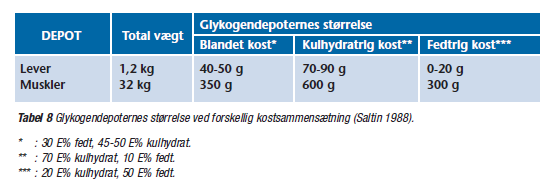 DEPOT Total vægt Glykogendepoternes størrelse
Blandet kost* Kulhydratrig kost** Fedtrig kost***
Lever 1,2 kg 40-50 g 70-90 g 0-20 g
Muskler 32 kg 350 g 600 g 300 g
Tabel 8 Glykogendepoternes størrelse ved forskellig kostsammensætning (Saltin 1988).
* : 30 E% fedt, 45-50 E% kulhydrat.
** : 70 E% kulhydrat, 10 E% fedt.
*** : 20 E% kulhydrat, 50 E% fedt.